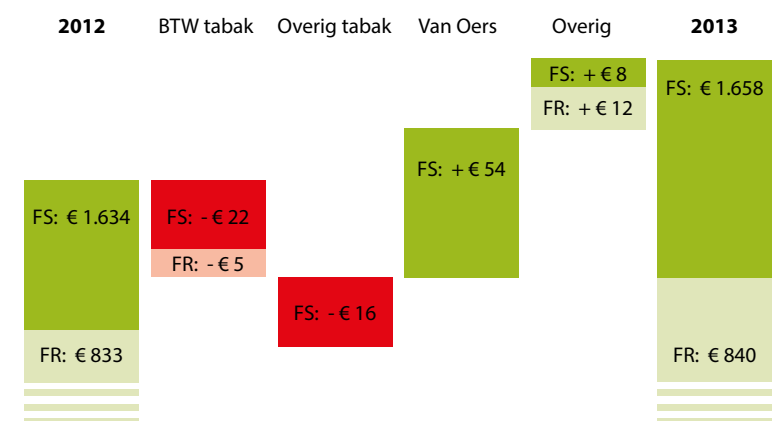 2012 BTW tabak Overig tabak Van Oers Overig 2013
FS: + € 8
FS: € 1.658
FR: + € 12
FS: + € 54
FS: € 1.634
FS: - € 22
FR: - € 5
FS: - € 16
FR: € 833
FR: € 840